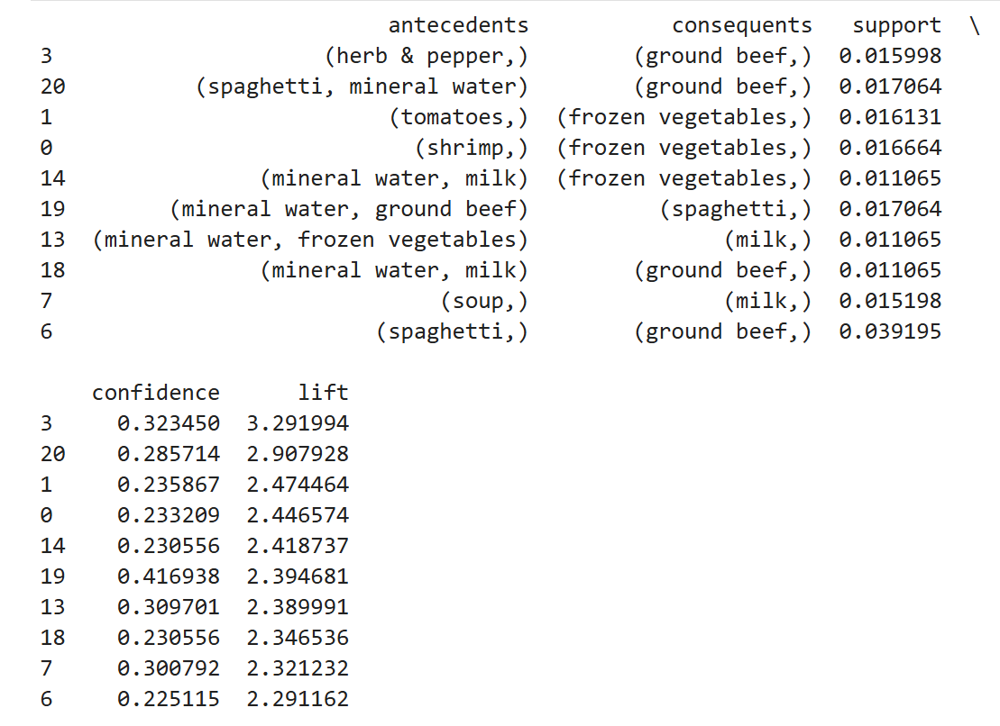 antecedents           consequents   support  \
3                      (herb & pepper,)        (ground beef,)  0.015998
20            (spaghetti, mineral water)        (ground beef,)  0.017064
1                           (tomatoes,)  (frozen vegetables,)  0.016131
0                             (shrimp,)  (frozen vegetables,)  0.016664
14                 (mineral water, milk)  (frozen vegetables,)  0.011065
19          (mineral water, ground beef)          (spaghetti,)  0.017064
13    (mineral water, frozen vegetables)               (milk,)  0.011065
18                 (mineral water, milk)        (ground beef,)  0.011065
7                               (soup,)               (milk,)  0.015198
6                          (spaghetti,)        (ground beef,)  0.039195

    confidence      lift
3     0.323450  3.291994
20    0.285714  2.907928
1     0.235867  2.474464
0     0.233209  2.446574
14    0.230556  2.418737
19    0.416938  2.394681
13    0.309701  2.389991
18    0.230556  2.346536
7     0.300792  2.321232
6     0.225115  2.291162